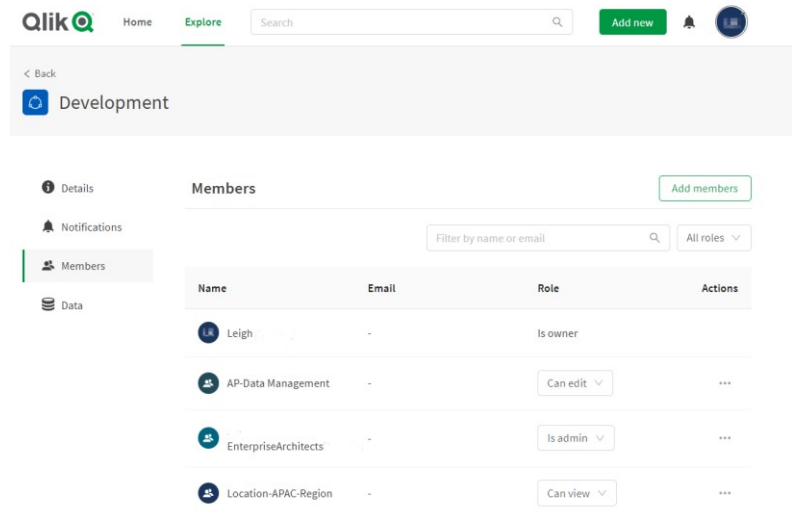 Qlik Home Explore Search Add new
Back
Development
Details
Notifications
Members
Data
Members Add members
Filter by name or email All roles
Name Email Role Actions
Leigh - Is owner
AP-Data Management - Can edit ...
EnterpriseArchitects - Is admin ...
Location-APAC-Region - Can view ...